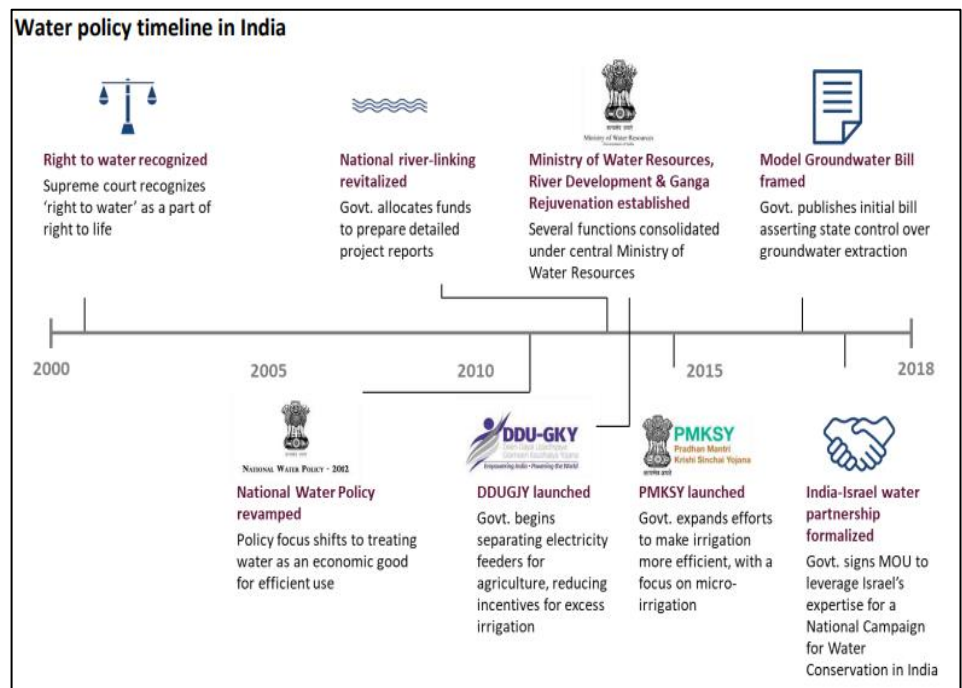 Water policy timeline in India
Ministry of Water Resources
Right to water recognized
Supreme court recognizes
‘right to water’ as a part of
right to life
National river-linking
revitalized
Govt. allocates funds
to prepare detailed
project reports
Ministry of Water Resources,
River Development & Ganga
Rejuvenation established
Several functions consolidated
under central Ministry of
Water Resources
Model Groundwater Bill
framed
Govt. publishes initial bill
asserting state control over
groundwater extraction
2000
2005
2010
2015
2018
NATIONAL WATER POLICY - 2012
National Water Policy
revamped
Policy focus shifts to treating
water as an economic good
for efficient use
DDU-GKY
Empowering India • Powering the World
DDUGJY launched
Govt. begins
separating electricity
feeders for
agriculture, reducing
incentives for excess
irrigation
PMKSY
Pradhan Mantri
Krishi Sinchai Yojana
PMKSY launched
Govt. expands efforts
to make irrigation
more efficient, with a
focus on micro-
irrigation
India-Israel water
partnership
formalized
Govt. signs MOU to
leverage Israel’s
expertise for a
National Campaign
for Water
Conservation in India